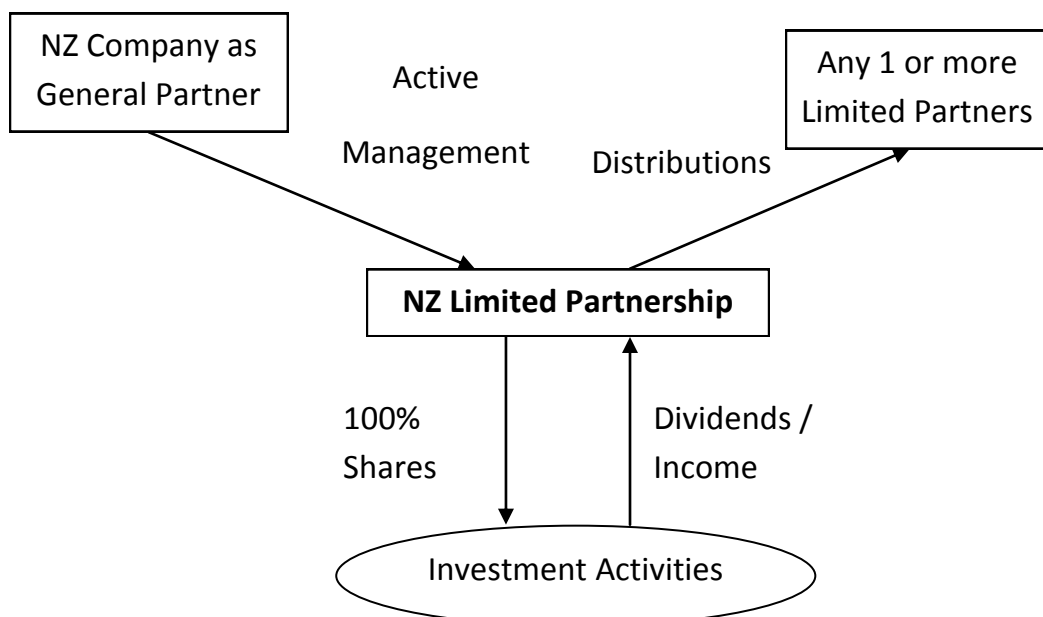 NZ Company as
General Partner
Active
Management
Distributions
Any 1 or more
Limited Partners
NZ Limited Partnership
100%
Shares
Dividends /
Income
Investment Activities